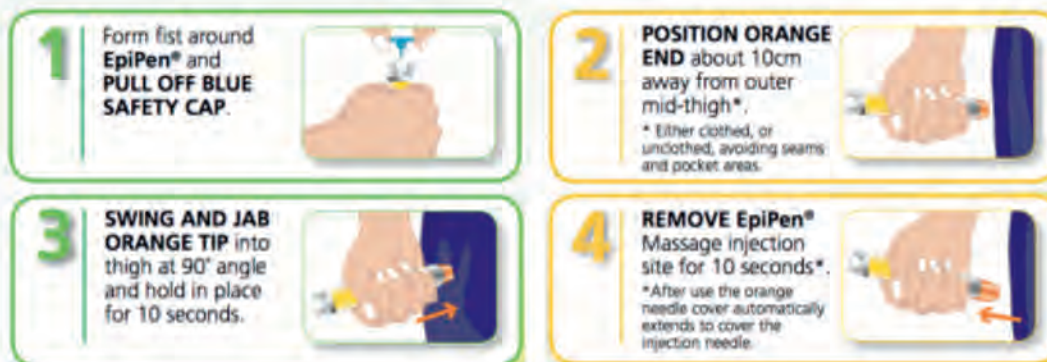 1
Form fist around
EpiPen® and
PULL OFF BLUE
SAFETY CAP.
2
POSITION ORANGE
END about 10cm
away from outer
mid-thigh*.
* Either clothed, or
unclothed, avoiding seams
and pocket areas.
3
SWING AND JAB
ORANGE TIP into
thigh at 90° angle
and hold in place
for 10 seconds.
4
REMOVE EpiPen®
Massage injection
site for 10 seconds*.
*After use the orange
needle cover automatically
extends to cover the
injection needle.